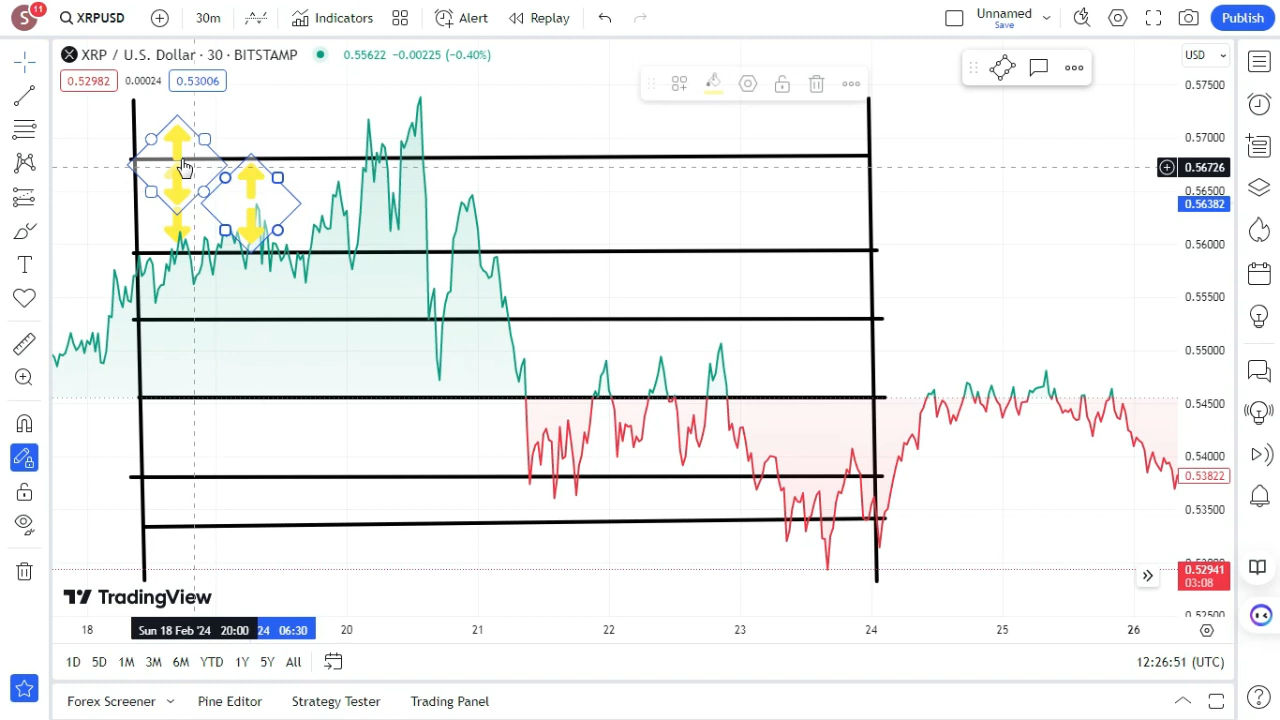 S 11 XRPUSD 30m Indicators Alert Replay Unnamed Save Publish
XRP / U.S. Dollar · 30 · BITSTAMP 0.55622 −0.00225 (−0.40%) USD
0.52982 0.00024 0.53006
0.57500
0.57000
0.56726
0.56500
0.56382
0.56000
0.55500
0.55000
0.54500
0.54000
0.53822
0.53500
0.52941
03:08
0.52500
TradingView
18 Sun 18 Feb '24 20:00 24 06:30 20 21 22 23 24 25 26
1D 5D 1M 3M 6M YTD 1Y 5Y All 12:26:51 (UTC)
Forex Screener Pine Editor Strategy Tester Trading Panel